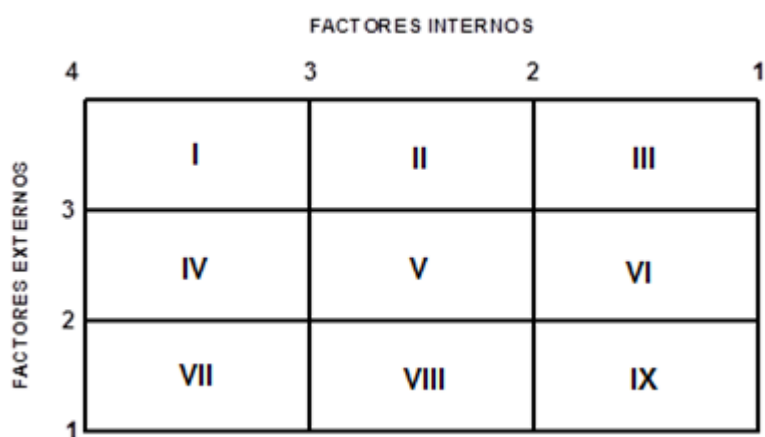 FACTORES INTERNOS
4 3 2 1
I II III
3
IV V VI
2
VII VIII IX
1
FACTORES EXTERNOS